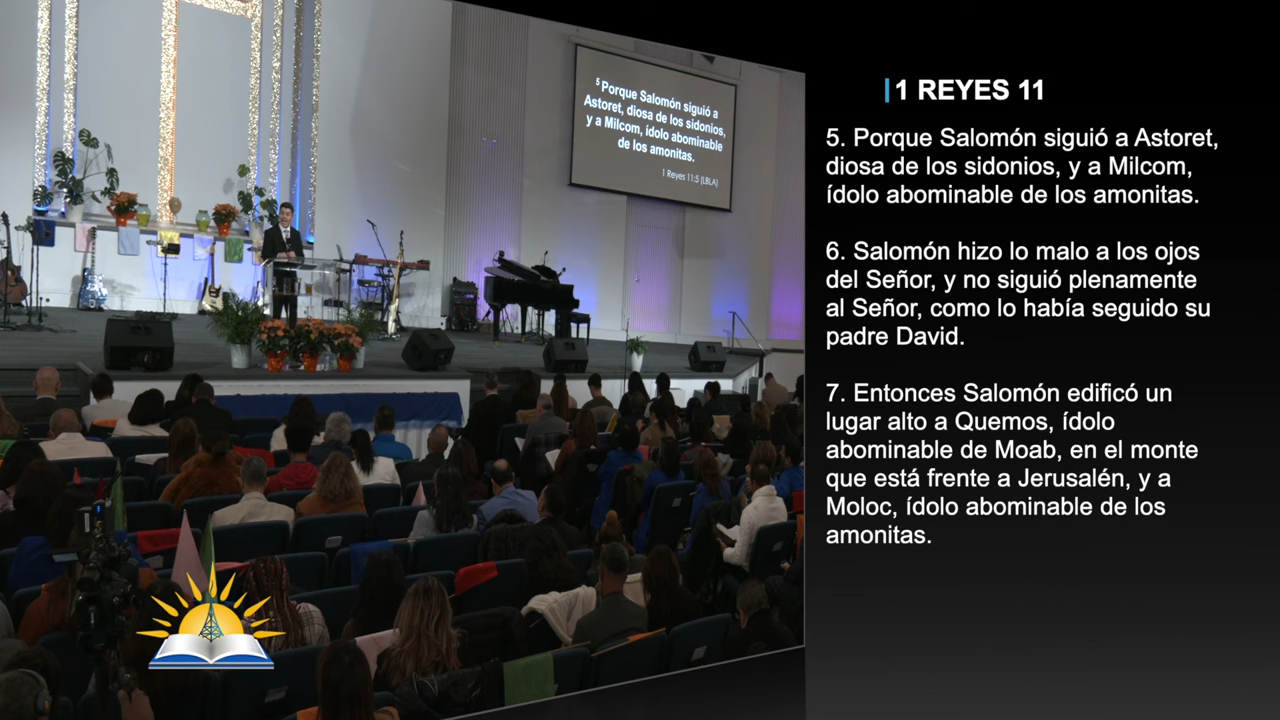 5 Porque Salomón siguió a
Astoret, diosa de los sidonios,
y a Milcom, ídolo abominable
de los amonitas.
1 Reyes 11:5 (LBLA)
1 REYES 11
5. Porque Salomón siguió a Astoret,
diosa de los sidonios, y a Milcom,
ídolo abominable de los amonitas.
6. Salomón hizo lo malo a los ojos
del Señor, y no siguió plenamente
al Señor, como lo había seguido su
padre David.
7. Entonces Salomón edificó un
lugar alto a Quemos, ídolo
abominable de Moab, en el monte
que está frente a Jerusalén, y a
Moloc, ídolo abominable de los
amonitas.